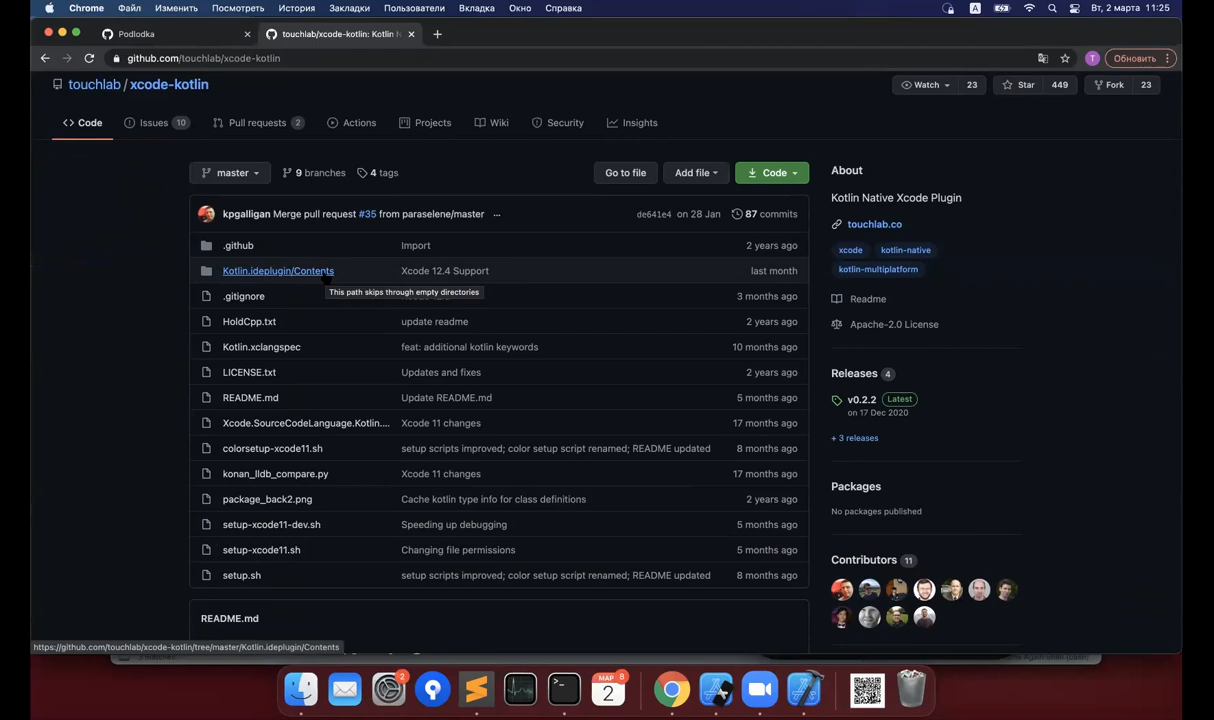 Chrome Файл Изменить Посмотреть История Закладки Пользователи Вкладка Окно Справка A Вт, 2 марта 11:25
Podlodka × touchlab/xcode-kotlin: Kotlin N × +
github.com/touchlab/xcode-kotlin T Обновить
touchlab / xcode-kotlin Watch 23 Star 449 Fork 23
Code Issues 10 Pull requests 2 Actions Projects Wiki Security Insights
master 9 branches 4 tags Go to file Add file Code
kpgalligan Merge pull request #35 from paraselene/master ... de641e4 on 28 Jan 87 commits
.github Import 2 years ago
Kotlin.ideplugin/Contents Xcode 12.4 Support last month
This path skips through empty directories
.gitignore 3 months ago
HoldCpp.txt update readme 2 years ago
Kotlin.xclangspec feat: additional kotlin keywords 10 months ago
LICENSE.txt Updates and fixes 2 years ago
README.md Update README.md 5 months ago
Xcode.SourceCodeLanguage.Kotlin.... Xcode 11 changes 17 months ago
colorsetup-xcode11.sh setup scripts improved; color setup script renamed; README updated 8 months ago
konan_lldb_compare.py Xcode 11 changes 17 months ago
package_back2.png Cache kotlin type info for class definitions 2 years ago
setup-xcode11-dev.sh Speeding up debugging 5 months ago
setup-xcode11.sh Changing file permissions 5 months ago
setup.sh setup scripts improved; color setup script renamed; README updated 8 months ago
README.md
About
Kotlin Native Xcode Plugin
touchlab.co
xcode kotlin-native
kotlin-multiplatform
Readme
Apache-2.0 License
Releases 4
v0.2.2 Latest
on 17 Dec 2020
+ 3 releases
Packages
No packages published
Contributors 11
https://github.com/touchlab/xcode-kotlin/tree/master/Kotlin.ideplugin/Contents
2 МАР 8 2